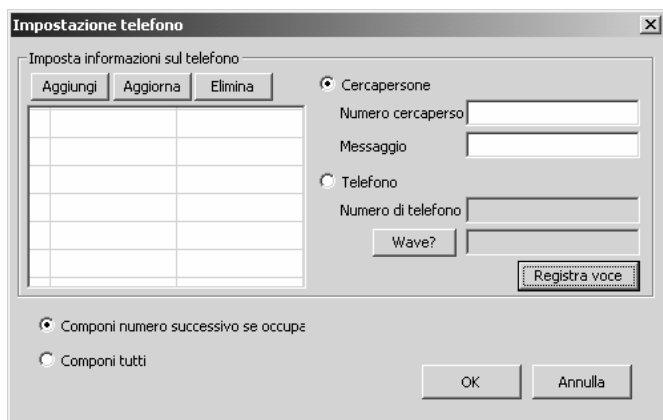 Impostazione telefono
Imposta informazioni sul telefono
Aggiungi Aggiorna Elimina
Cercapersone
Numero cercaperso
Messaggio
Telefono
Numero di telefono
Wave?
Registra voce
Componi numero successivo se occupa
Componi tutti
OK Annulla